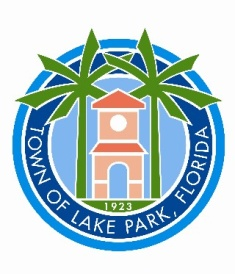 1923
TOWN OF LAKE PARK, FLORIDA